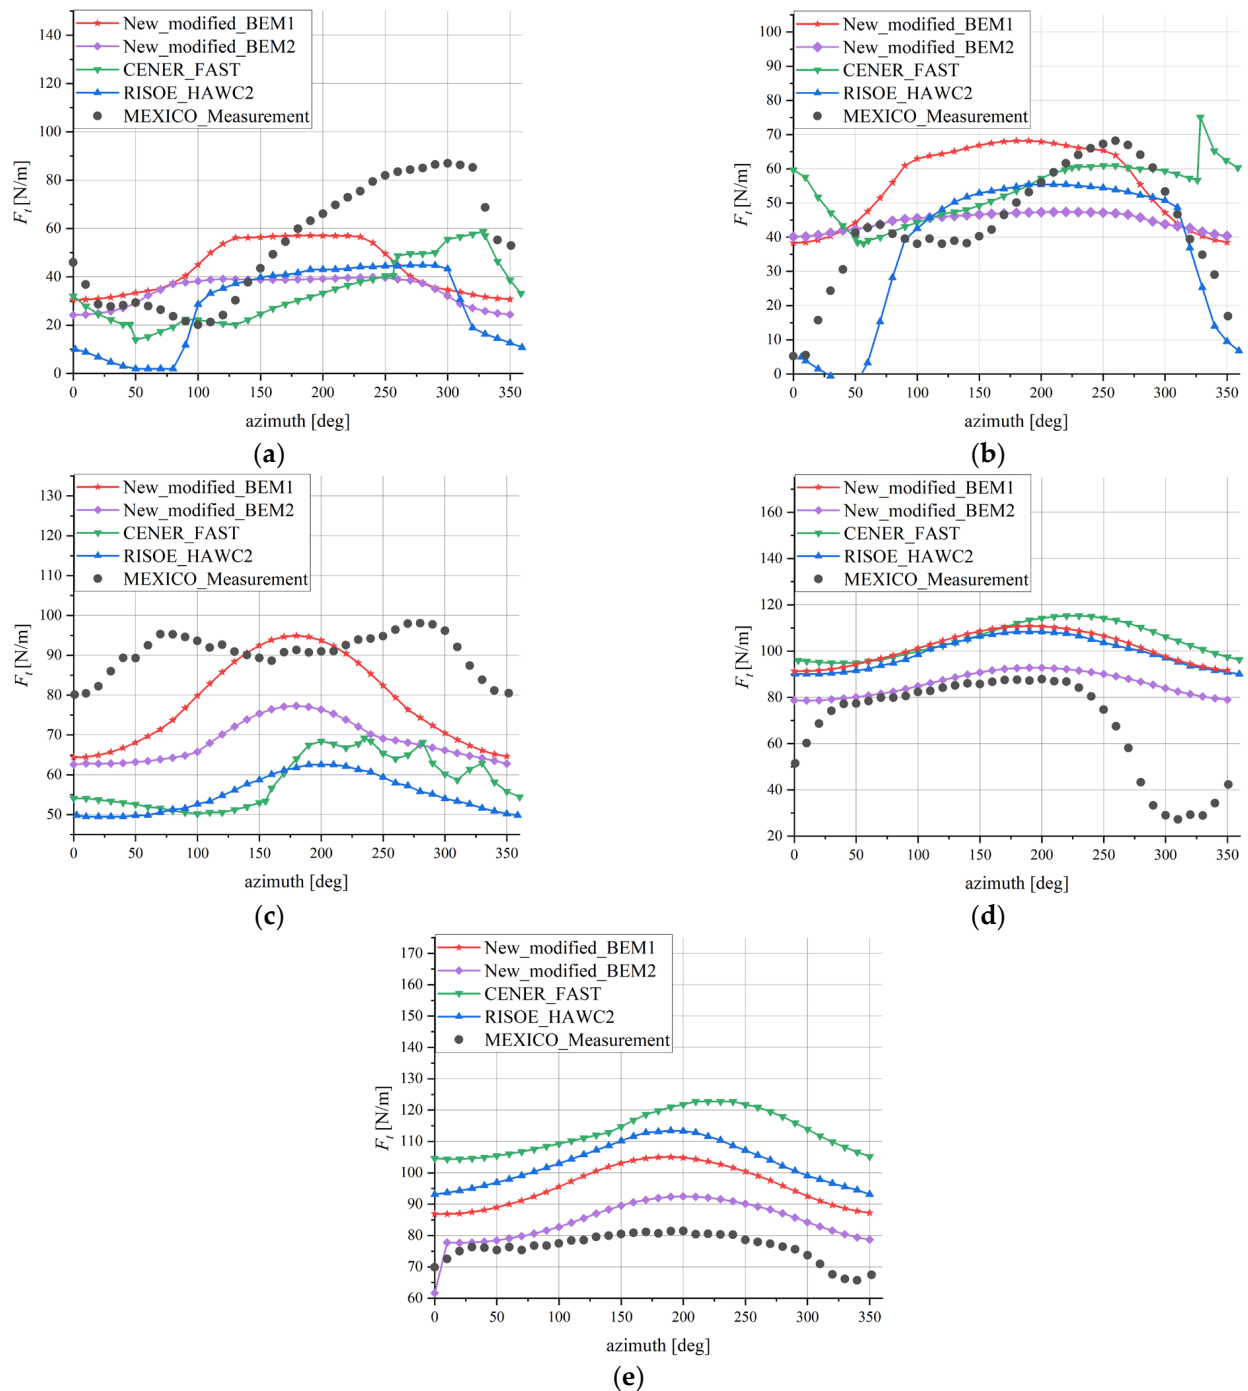 New_modified_BEM1
New_modified_BEM2
CENER_FAST
RISOE_HAWC2
MEXICO_Measurement
140
120
100
80
60
40
20
0
Ft [N/m]
0 50 100 150 200 250 300 350
azimuth [deg]
(a)
New_modified_BEM1
New_modified_BEM2
CENER_FAST
RISOE_HAWC2
MEXICO_Measurement
100
90
80
70
60
50
40
30
20
10
0
Ft [N/m]
0 50 100 150 200 250 300 350
azimuth [deg]
(b)
New_modified_BEM1
New_modified_BEM2
CENER_FAST
RISOE_HAWC2
MEXICO_Measurement
130
120
110
100
90
80
70
60
50
Ft [N/m]
0 50 100 150 200 250 300 350
azimuth [deg]
(c)
New_modified_BEM1
New_modified_BEM2
CENER_FAST
RISOE_HAWC2
MEXICO_Measurement
160
140
120
100
80
60
40
20
Ft [N/m]
0 50 100 150 200 250 300 350
azimuth [deg]
(d)
New_modified_BEM1
New_modified_BEM2
CENER_FAST
RISOE_HAWC2
MEXICO_Measurement
170
160
150
140
130
120
110
100
90
80
70
60
Ft [N/m]
0 50 100 150 200 250 300 350
azimuth [deg]
(e)